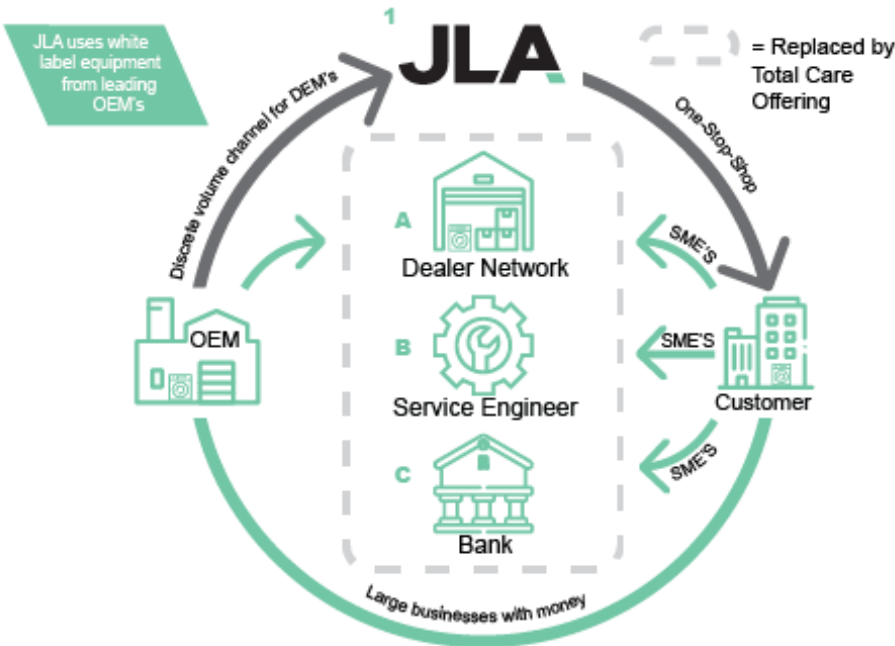 1
JLA
JLA uses white
label equipment
from leading
OEM's
= Replaced by
Total Care
Offering
Discrete volume channel for DEM's
One-Stop-Shop
A
Dealer Network
SME'S
OEM
B
Service Engineer
SME'S
Customer
C
Bank
SME'S
Large businesses with money